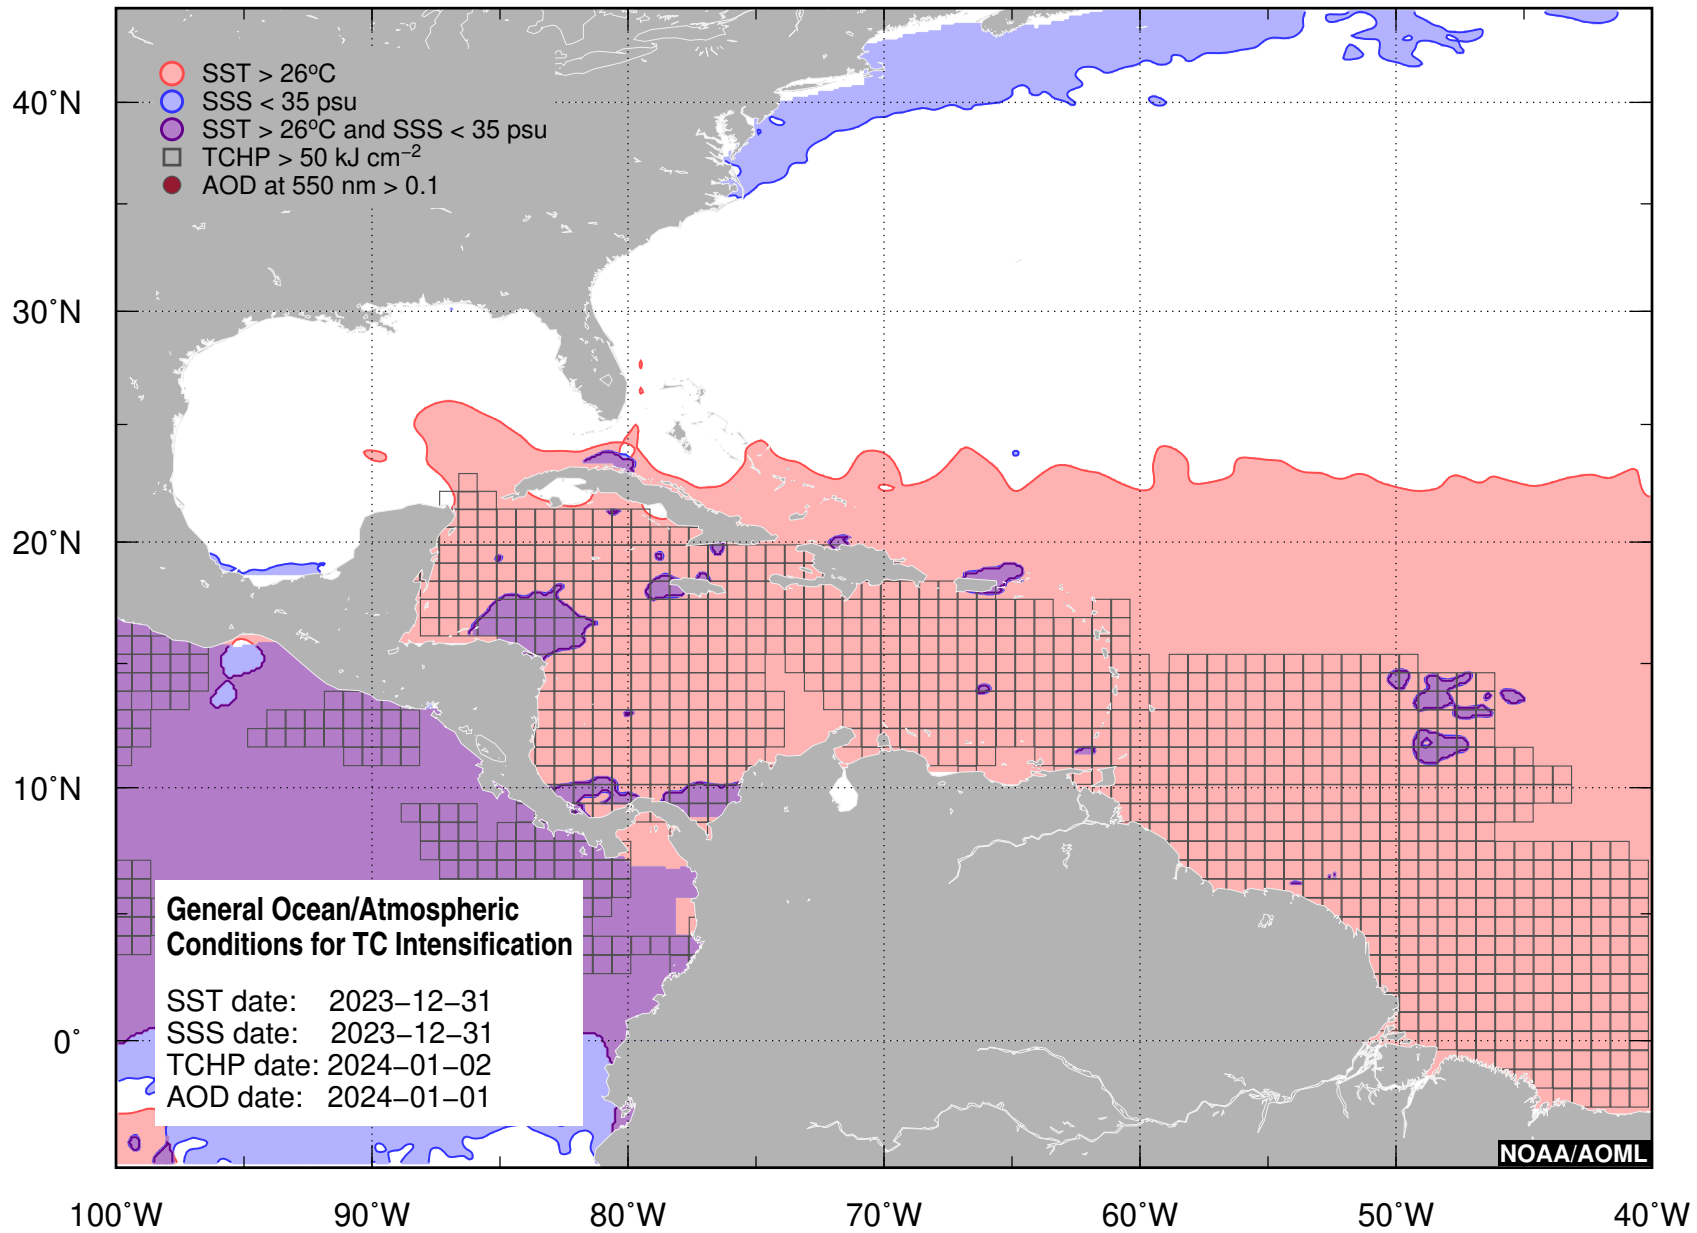 SST > 26°C
SSS < 35 psu
SST > 26°C and SSS < 35 psu
TCHP > 50 kJ cm⁻²
AOD at 550 nm > 0.1
40˚N
30˚N
20˚N
10˚N
0˚
General Ocean/Atmospheric
Conditions for TC Intensification
SST date: 2023−12−31
SSS date: 2023−12−31
TCHP date: 2024−01−02
AOD date: 2024−01−01
NOAA/AOML
100˚W 90˚W 80˚W 70˚W 60˚W 50˚W 40˚W